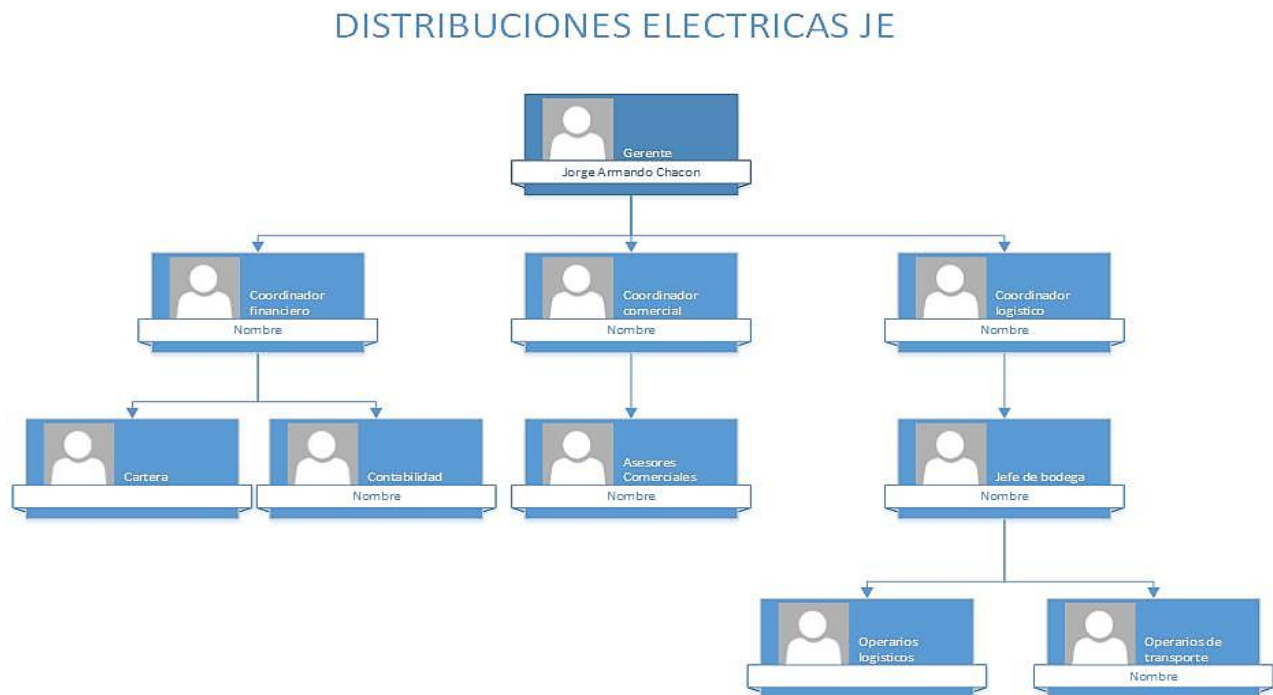 DISTRIBUCIONES ELECTRICAS JE
Gerente
Jorge Armando Chacon
Coordinador
financiero
Nombre
Coordinador
comercial
Nombre
Coordinador
logistico
Nombre
Cartera
Contabilidad
Nombre
Asesores
Comerciales
Nombre
Jefe de bodega
Nombre
Operarios
logisticos
Operarios de
transporte
Nombre